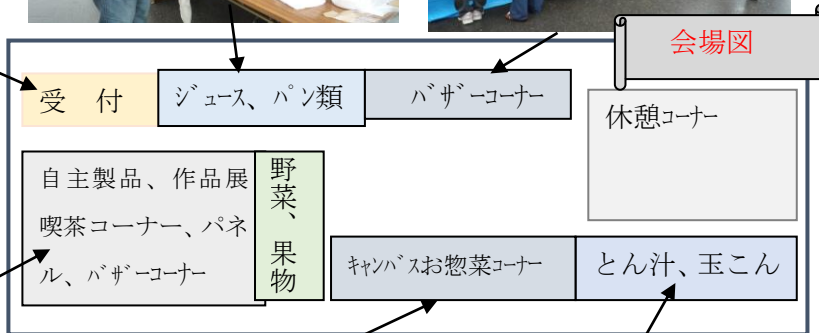 会場図
受　付
ｼﾞｭース、ﾊﾟﾝ類
ﾊﾞｻﾞｰコーナー
休憩ｺｰﾅｰ
自主製品、作品展
喫茶コーナー、パネ
ル、ﾊﾞｻﾞｰｺｰﾅｰ
野菜、果物
ｷｬﾝﾊﾞｽお惣菜ｺｰﾅｰ
とん汁、玉こん